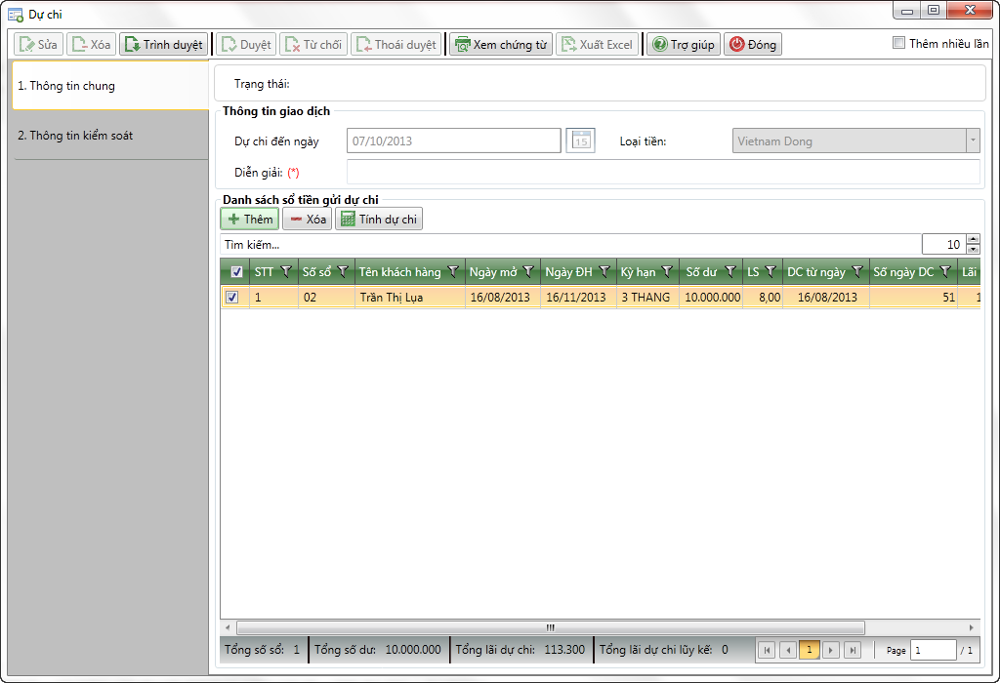 Dự chi
Sửa Xóa Trình duyệt Duyệt Từ chối Thoái duyệt Xem chứng từ Xuất Excel Trợ giúp Đóng Thêm nhiều lần
1. Thông tin chung
2. Thông tin kiểm soát
Trạng thái:
Thông tin giao dịch
Dự chi đến ngày 07/10/2013 15 Loại tiền: Vietnam Dong
Diễn giải: (*)
Danh sách sổ tiền gửi dự chi
Thêm Xóa Tính dự chi
Tìm kiếm... 10
STT Số sổ Tên khách hàng Ngày mở Ngày ĐH Kỳ hạn Số dư LS DC từ ngày Số ngày DC Lãi
1 02 Trần Thị Lụa 16/08/2013 16/11/2013 3 THANG 10.000.000 8,00 16/08/2013 51 1
Tổng số sổ: 1 Tổng số dư: 10.000.000 Tổng lãi dự chi: 113.300 Tổng lãi dự chi lũy kế: 0 1 Page 1 / 1